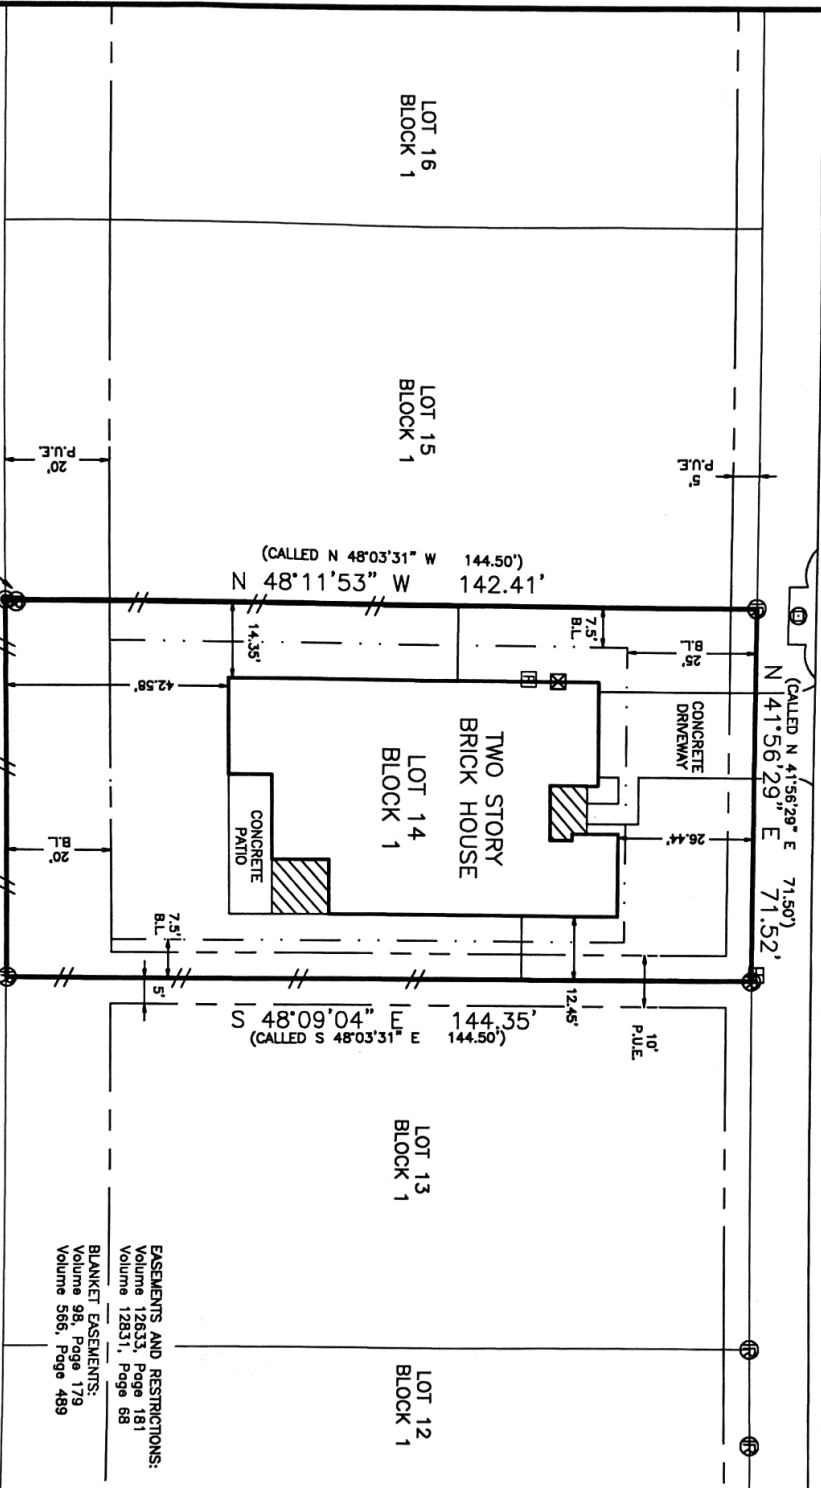 LOT 16
BLOCK 1
LOT 15
BLOCK 1
20'
P.U.E.
5'
P.U.E.
(CALLED N 48°03'31" W 144.50')
N 48°11'53" W 142.41'
14.35'
7.5'
B.L.
25'
B.L.
(CALLED N 41°56'29" E 71.50')
N 41°56'29" E 71.52'
42.58'
CONCRETE
DRIVEWAY
TWO STORY
BRICK HOUSE
LOT 14
BLOCK 1
CONCRETE
PATIO
26.44'
20'
B.L.
7.5'
B.L.
5'
12.45'
10'
P.U.E.
S 48°09'04" E 144.35'
(CALLED S 48°03'31" E 144.50')
LOT 13
BLOCK 1
LOT 12
BLOCK 1
EASEMENTS AND RESTRICTIONS:
Volume 12633, Page 181
Volume 12831, Page 68
BLANKET EASEMENTS:
Volume 98, Page 179
Volume 566, Page 489
IR
IR